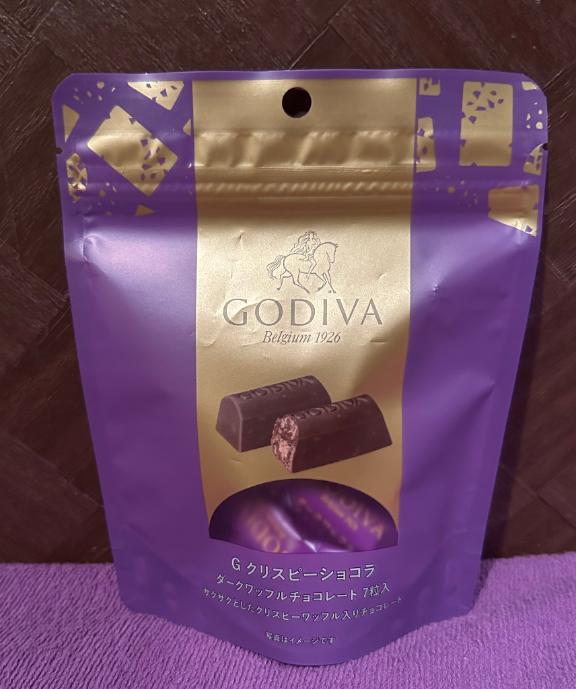 GODIVA
Belgium 1926
GODIVA
GODIVA
GODIVA
G クリスピーショコラ
ダークワッフルチョコレート 7粒入
サクサクとしたクリスピーワッフル入りチョコレート
写真はイメージです